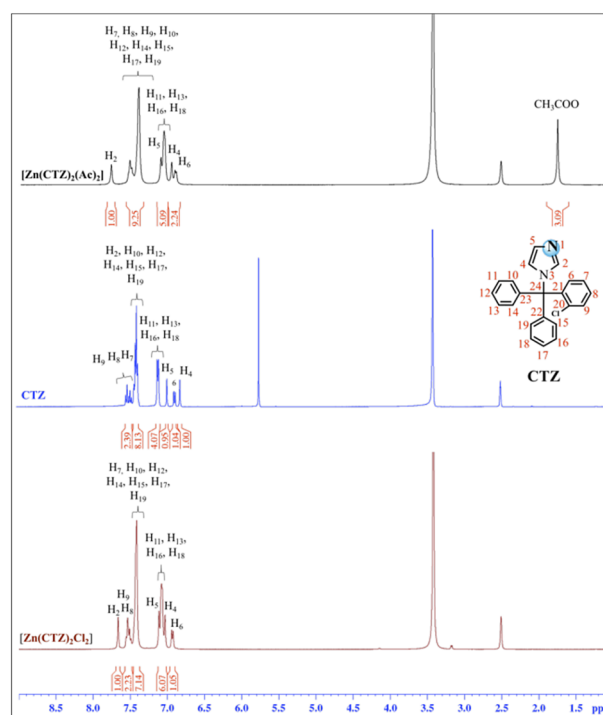 H7, H8, H9, H10,
H12, H14, H15,
H17, H19
H11, H13,
H16, H18
CH3COO
H2
H5
H4
H6
[Zn(CTZ)2(Ac)2]
1.00
9.25
5.09
2.24
3.09
H2, H10, H12,
H14, H15, H17,
H19
H11, H13,
H16, H18
H9 H8 H7
H5
6
H4
CTZ
2.39
8.13
4.07
0.95
1.04
1.00
5
N
1
4
N
3
2
11
10
24
21
6
7
12
23
20
8
13
14
Cl
9
22
19
15
18
16
17
CTZ
H7, H10, H12,
H14, H15, H17,
H19
H11, H13,
H16, H18
H9
H2
H8
H5
H4
H6
[Zn(CTZ)2Cl2]
1.00
2.23
7.14
6.07
1.05
8.5 8.0 7.5 7.0 6.5 6.0 5.5 5.0 4.5 4.0 3.5 3.0 2.5 2.0 1.5 1.0 pp